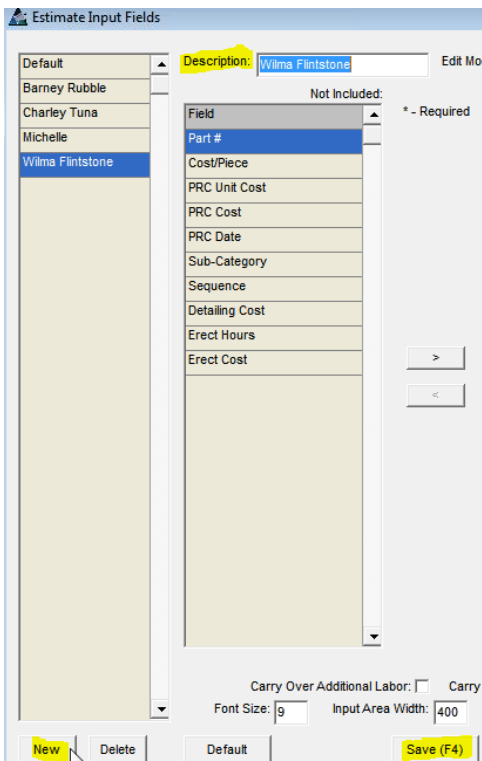 Estimate Input Fields
Default
Barney Rubble
Charley Tuna
Michelle
Wilma Flintstone
Description: Wilma Flintstone Edit Mo
Not Included:
* - Required
Field
Part #
Cost/Piece
PRC Unit Cost
PRC Cost
PRC Date
Sub-Category
Sequence
Detailing Cost
Erect Hours
Erect Cost
>
<
Carry Over Additional Labor: Carry
Font Size: 9 Input Area Width: 400
New Delete Default Save (F4)